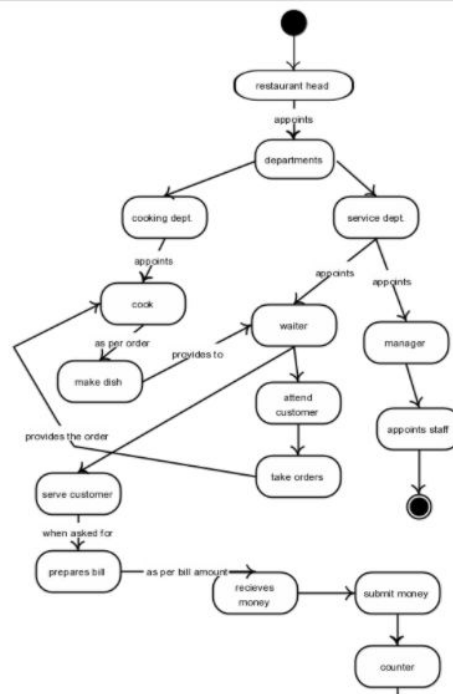 restaurant head
appoints
departments
cooking dept.
service dept.
appoints
appoints
appoints
cook
waiter
as per order
provides to
manager
make dish
attend
customer
appoints staff
provides the order
take orders
serve customer
when asked for
prepares bill
as per bill amount
recieves
money
submit money
counter